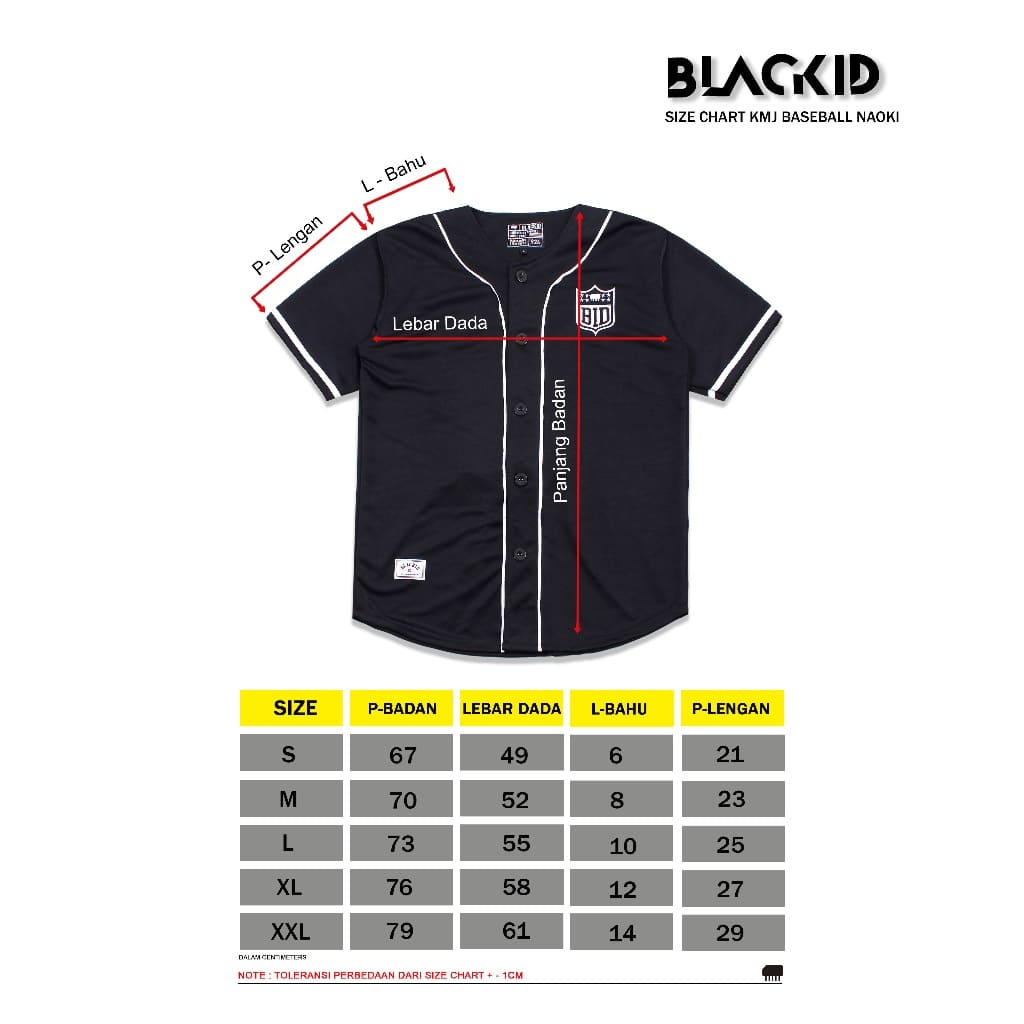 BLACKID
SIZE CHART KMJ BASEBALL NAOKI
L - Bahu
P- Lengan
BID
Lebar Dada
Panjang Badan
SIZE P-BADAN LEBAR DADA L-BAHU P-LENGAN
S 67 49 6 21
M 70 52 8 23
L 73 55 10 25
XL 76 58 12 27
XXL 79 61 14 29
DALAM CENTIMETERS
NOTE : TOLERANSI PERBEDAAN DARI SIZE CHART + - 1CM